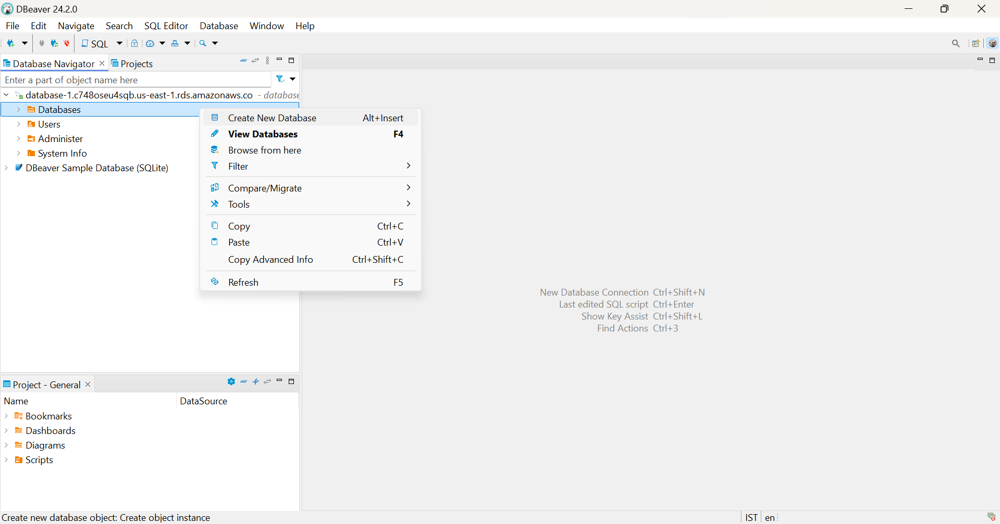 DBeaver 24.2.0
File Edit Navigate Search SQL Editor Database Window Help
SQL
Database Navigator Projects
Enter a part of object name here
database-1.c748oseu4sqb.us-east-1.rds.amazonaws.co - database
Databases
Users
Administer
System Info
DBeaver Sample Database (SQLite)
Create New Database Alt+Insert
View Databases F4
Browse from here
Filter
Compare/Migrate
Tools
Copy Ctrl+C
Paste Ctrl+V
Copy Advanced Info Ctrl+Shift+C
Refresh F5
New Database Connection Ctrl+Shift+N
Last edited SQL script Ctrl+Enter
Show Key Assist Ctrl+Shift+L
Find Actions Ctrl+3
Project - General
Name DataSource
Bookmarks
Dashboards
Diagrams
Scripts
Create new database object: Create object instance
IST en